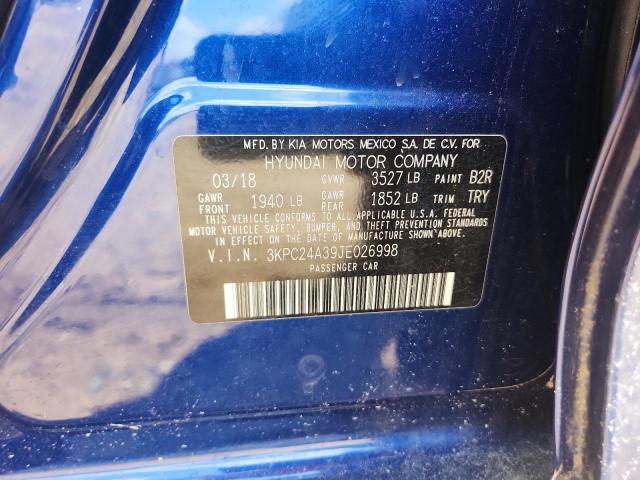 MFD. BY KIA MOTORS MEXICO S.A. DE C.V. FOR
HYUNDAI MOTOR COMPANY
03/18 GVWR 3527 LB PAINT B2R
GAWR FRONT 1940 LB GAWR REAR 1852 LB TRIM TRY
THIS VEHICLE CONFORMS TO ALL APPLICABLE U.S.A. FEDERAL
MOTOR VEHICLE SAFETY, BUMPER, AND THEFT PREVENTION STANDARDS
IN EFFECT ON THE DATE OF MANUFACTURE SHOWN ABOVE.
V.I.N. 3KPC24A39JE026998
PASSENGER CAR